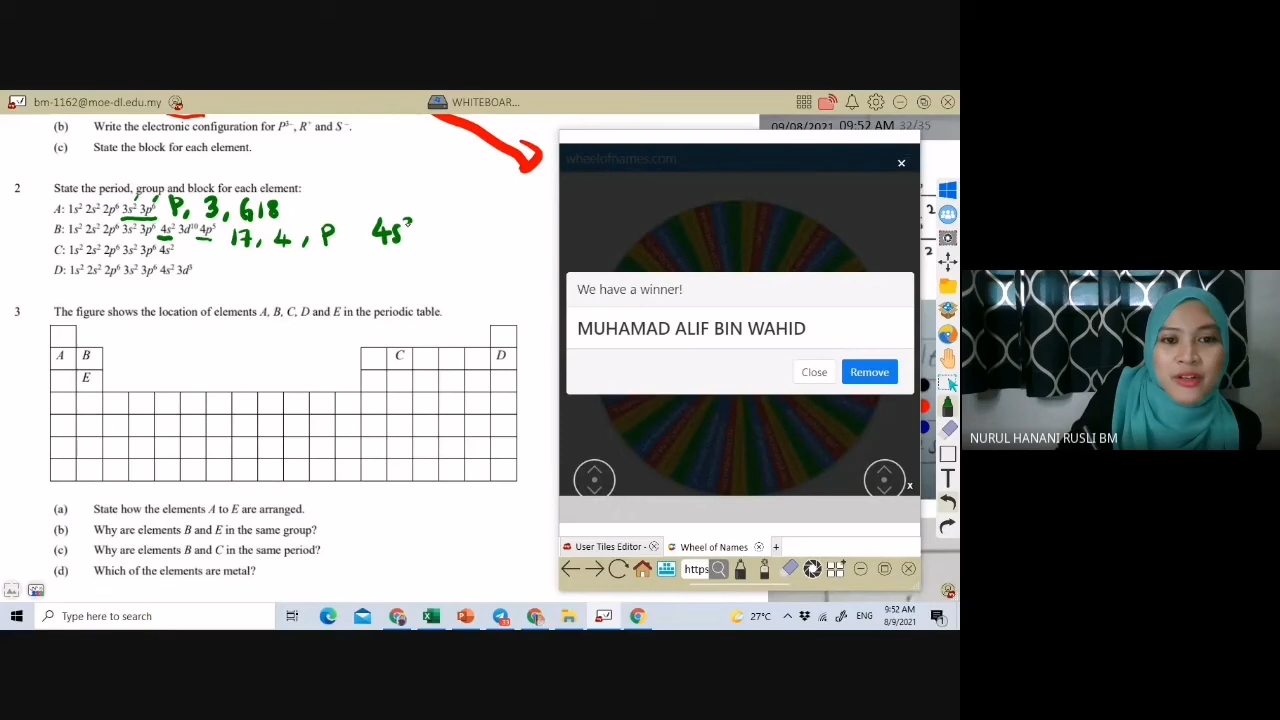 bm-1162@moe-dl.edu.my
WHITEBOAR...
09/08/2021 09:52 AM 32/35
(b) Write the electronic configuration for P³⁻, R⁺ and S⁻.
(c) State the block for each element.
2 State the period, group and block for each element:
A: 1s² 2s² 2p⁶ 3s² 3p⁶ P, 3, G18
B: 1s² 2s² 2p⁶ 3s² 3p⁶ 4s² 3d¹⁰ 4p⁵ 17, 4, P 4s²
C: 1s² 2s² 2p⁶ 3s² 3p⁶ 4s²
D: 1s² 2s² 2p⁶ 3s² 3p⁶ 4s² 3d³
3 The figure shows the location of elements A, B, C, D and E in the periodic table.
A B C D
E
(a) State how the elements A to E are arranged.
(b) Why are elements B and E in the same group?
(c) Why are elements B and C in the same period?
(d) Which of the elements are metal?
wheelofnames.com
×
We have a winner!
MUHAMAD ALIF BIN WAHID
Close Remove
x
User Tiles Editor - Wheel of Names +
https
2
2
T
NURUL HANANI RUSLI BM
Type here to search
27°C ENG 9:52 AM
8/9/2021